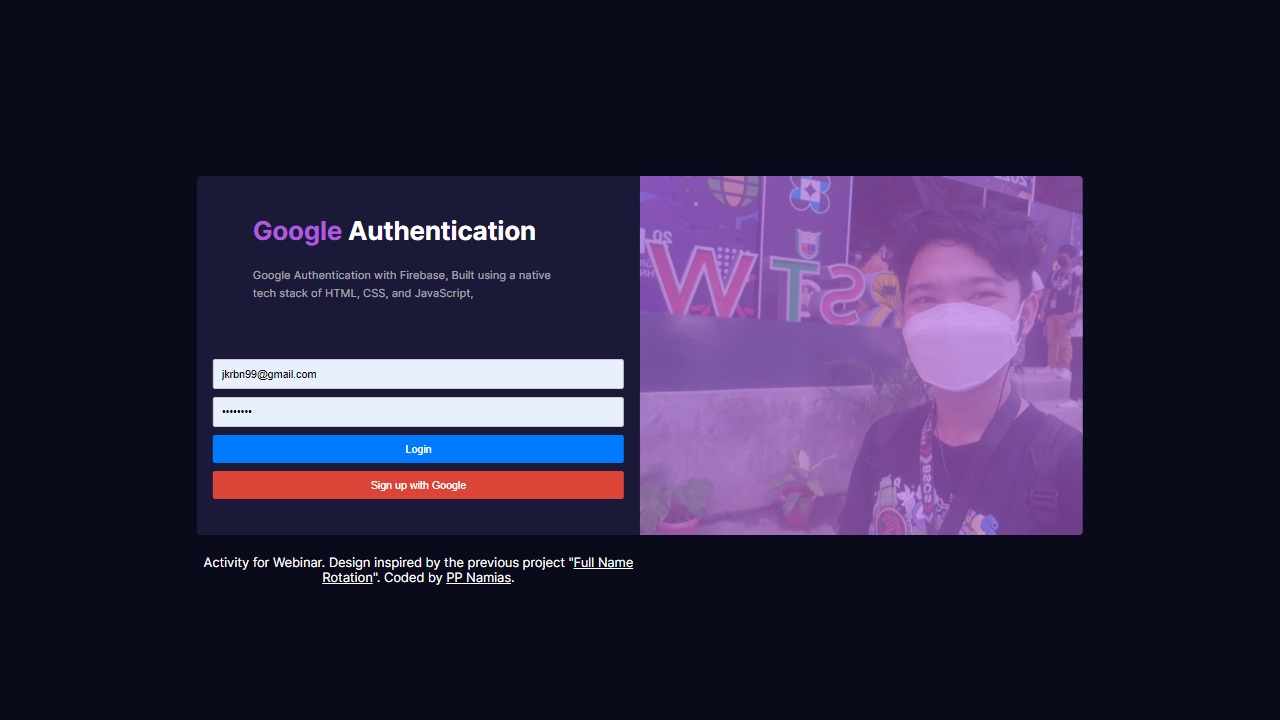 Google Authentication
Google Authentication with Firebase, Built using a native
tech stack of HTML, CSS, and JavaScript,
jkrbn99@gmail.com
••••••••
Login
Sign up with Google
Activity for Webinar. Design inspired by the previous project "Full Name
Rotation". Coded by PP Namias.